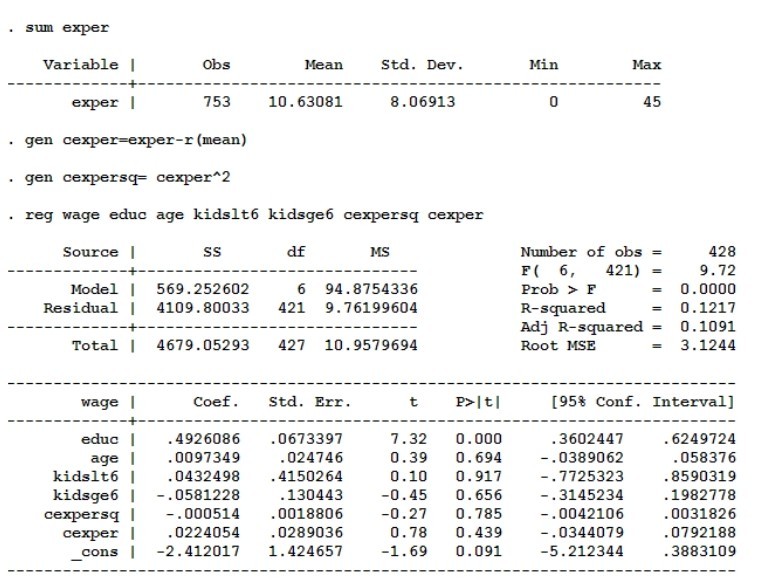 . sum exper
Variable | Obs Mean Std. Dev. Min Max
-------------+--------------------------------------------------------
exper | 753 10.63081 8.06913 0 45
. gen cexper=exper-r(mean)
. gen cexpersq= cexper^2
. reg wage educ age kidslt6 kidsge6 cexpersq cexper
Source | SS df MS Number of obs = 428
-------------+------------------------------ F( 6, 421) = 9.72
Model | 569.252602 6 94.8754336 Prob > F = 0.0000
Residual | 4109.80033 421 9.76199604 R-squared = 0.1217
-------------+------------------------------ Adj R-squared = 0.1091
Total | 4679.05293 427 10.9579694 Root MSE = 3.1244
------------------------------------------------------------------------------
wage | Coef. Std. Err. t P>|t| [95% Conf. Interval]
-------------+----------------------------------------------------------------
educ | .4926086 .0673397 7.32 0.000 .3602447 .6249724
age | .0097349 .024746 0.39 0.694 -.0389062 .058376
kidslt6 | .0432498 .4150264 0.10 0.917 -.7725323 .8590319
kidsge6 | -.0581228 .130443 -0.45 0.656 -.3145234 .1982778
cexpersq | -.000514 .0018806 -0.27 0.785 -.0042106 .0031826
cexper | .0224054 .0289036 0.78 0.439 -.0344079 .0792188
_cons | -2.412017 1.424657 -1.69 0.091 -5.212344 .3883109
------------------------------------------------------------------------------